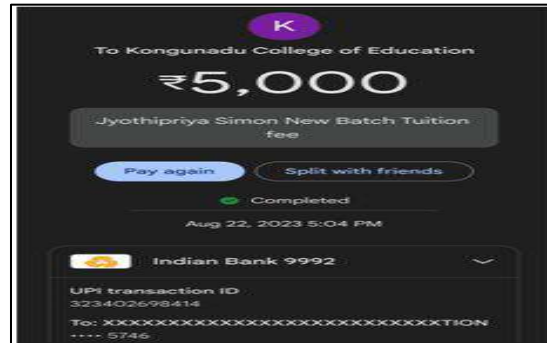 K
To Kongunadu College of Education
₹5,000
Jyothipriya Simon New Batch Tuition
fee
Pay again Split with friends
Completed
Aug 22, 2023 5:04 PM
Indian Bank 9992
UPI transaction ID
323402698414
To: XXXXXXXXXXXXXXXXXXXXXXXXXXXTION
•••• 5746